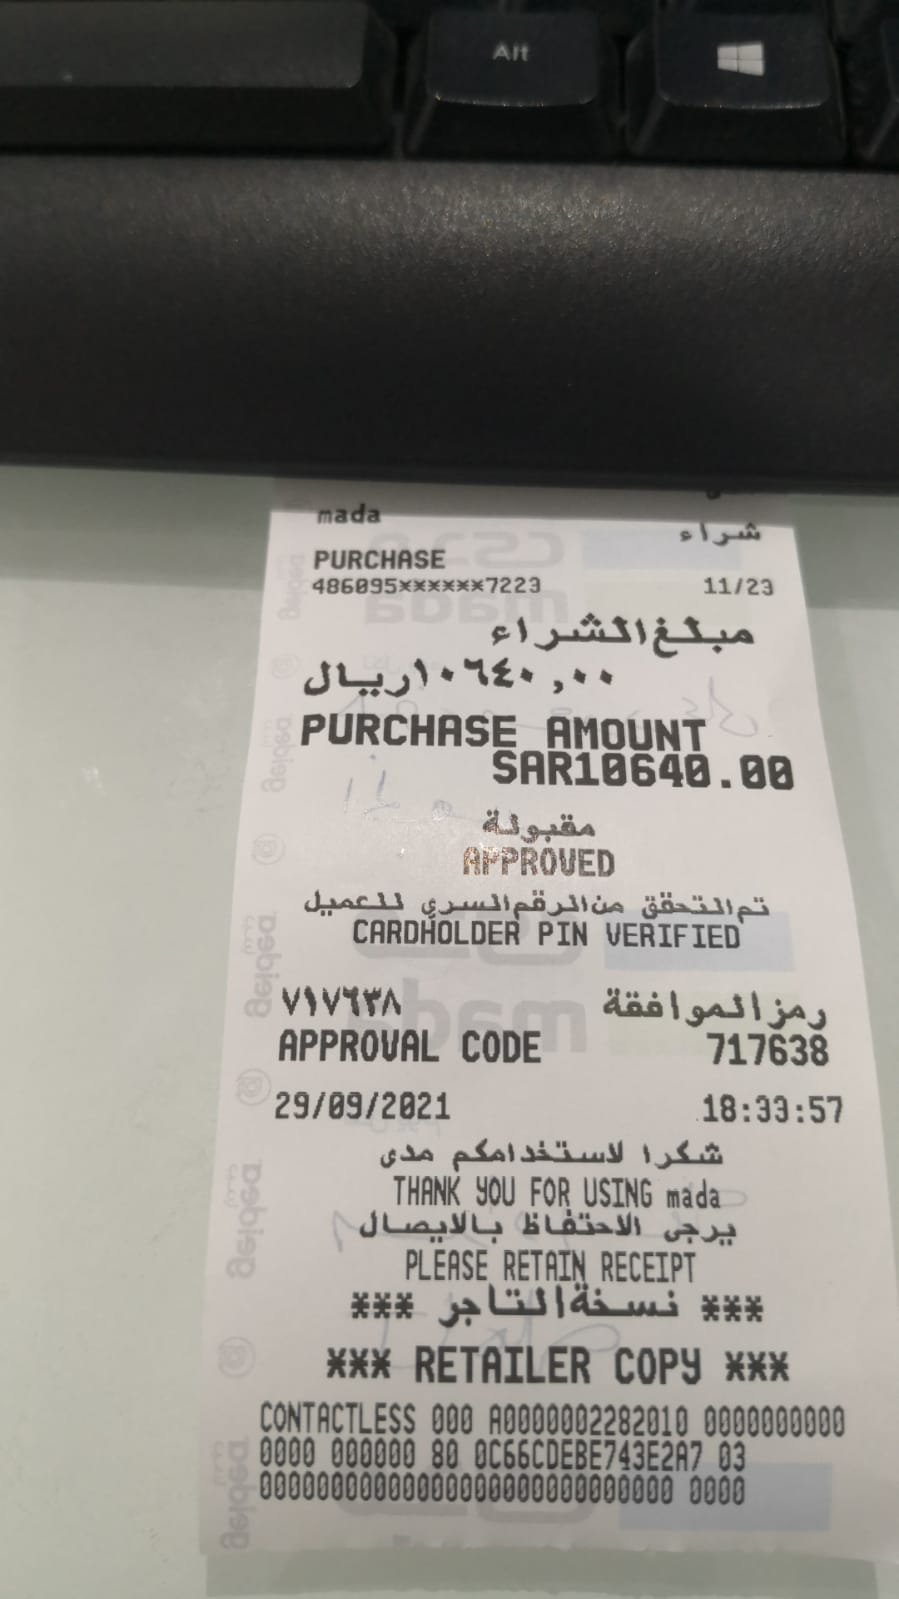 Alt
mada
شراء
PURCHASE
486095******7223 11/23
مبلغ الشراء
١٠٦٤٠,٠٠ ريال
PURCHASE AMOUNT
SAR10640.00
مقبولة
APPROVED
تم التحقق من الرقم السري للعميل
CARDHOLDER PIN VERIFIED
رمز الموافقة ٧١٧٦٣٨
APPROVAL CODE 717638
29/09/2021 18:33:57
شكرا لاستخدامكم مدى
THANK YOU FOR USING mada
يرجى الاحتفاظ بالايصال
PLEASE RETAIN RECEIPT
*** نسخة التاجر ***
*** RETAILER COPY ***
CONTACTLESS 000 A0000002282010 0000000000
0000 000000 80 0C66CDEBE743E2A7 03
0000000000000000000000000000 0000